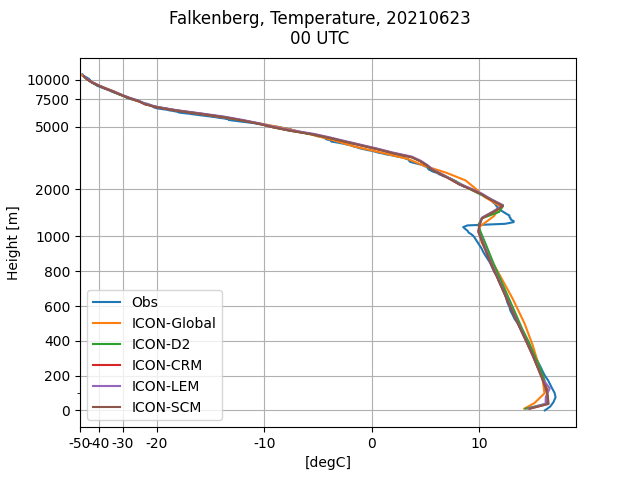 Falkenberg, Temperature, 20210623
00 UTC
Height [m]
10000
7500
5000
2000
1000
800
600
400
200
0
Obs
ICON-Global
ICON-D2
ICON-CRM
ICON-LEM
ICON-SCM
-50 -40 -30 -20 -10 0 10
[degC]